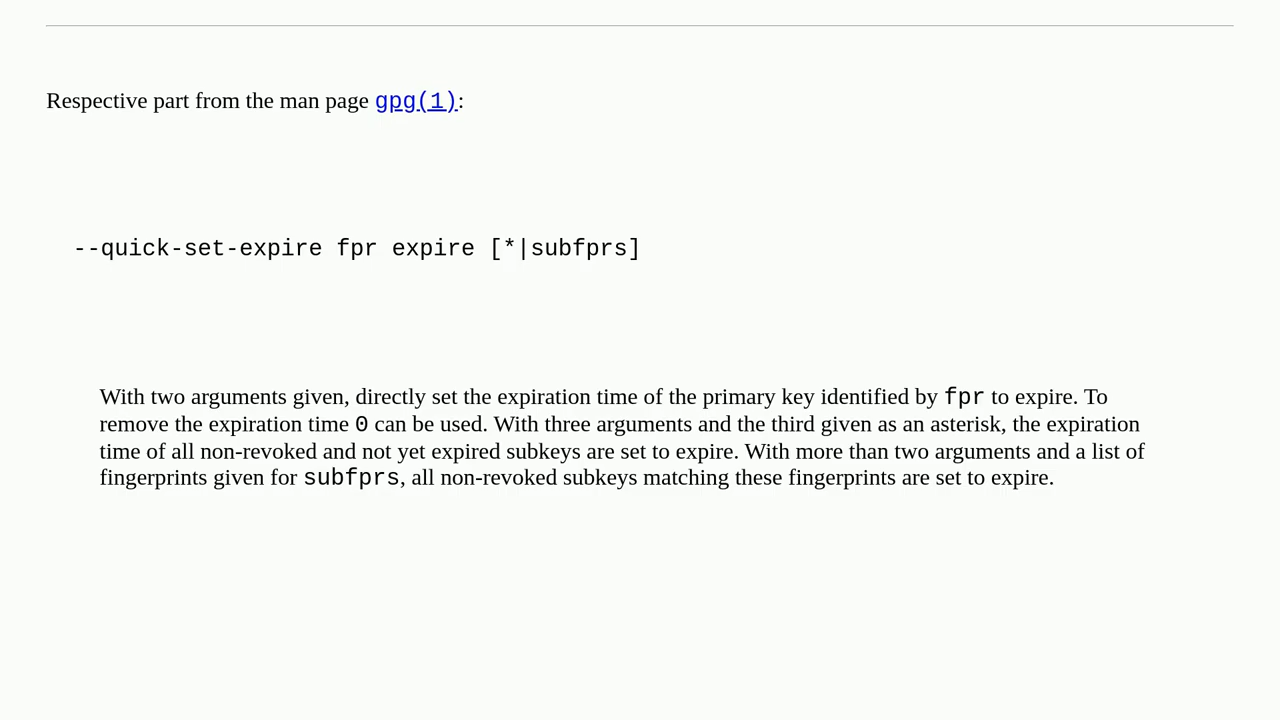 Respective part from the man page gpg(1):
--quick-set-expire fpr expire [*|subfprs]
With two arguments given, directly set the expiration time of the primary key identified by fpr to expire. To
remove the expiration time 0 can be used. With three arguments and the third given as an asterisk, the expiration
time of all non-revoked and not yet expired subkeys are set to expire. With more than two arguments and a list of
fingerprints given for subfprs, all non-revoked subkeys matching these fingerprints are set to expire.